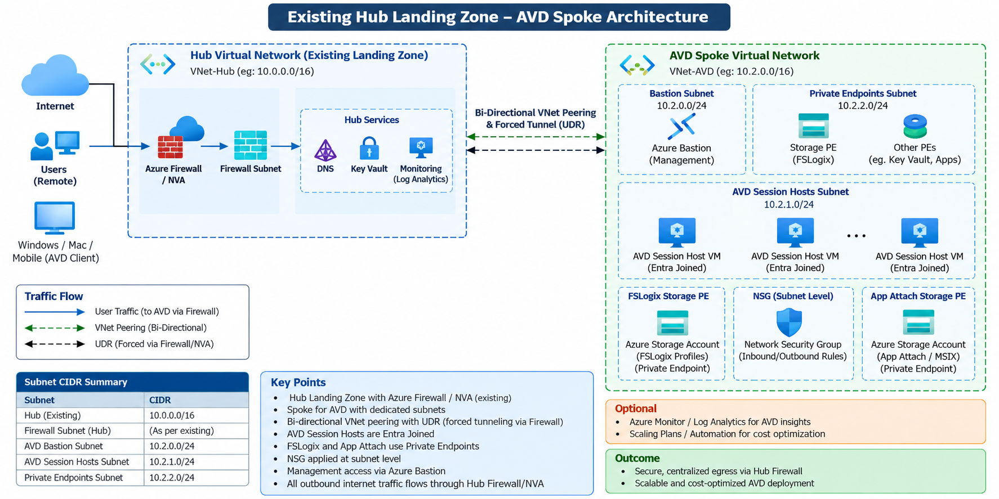 Existing Hub Landing Zone – AVD Spoke Architecture
Internet
Users
(Remote)
Windows / Mac /
Mobile (AVD Client)
Hub Virtual Network (Existing Landing Zone)
VNet-Hub (eg: 10.0.0.0/16)
Azure Firewall
/ NVA
Firewall Subnet
Hub Services
DNS
Key Vault
Monitoring
(Log Analytics)
Bi-Directional VNet Peering
& Forced Tunnel (UDR)
AVD Spoke Virtual Network
VNet-AVD (eg: 10.2.0.0/16)
Bastion Subnet
10.2.0.0/24
Azure Bastion
(Management)
Private Endpoints Subnet
10.2.2.0/24
Storage PE
(FSLogix)
Other PEs
(eg. Key Vault, Apps)
AVD Session Hosts Subnet
10.2.1.0/24
AVD Session Host VM
(Entra Joined)
AVD Session Host VM
(Entra Joined)
...
AVD Session Host VM
(Entra Joined)
FSLogix Storage PE
Azure Storage Account
(FSLogix Profiles)
(Private Endpoint)
NSG (Subnet Level)
Network Security Group
(Inbound/Outbound Rules)
App Attach Storage PE
Azure Storage Account
(App Attach / MSIX)
(Private Endpoint)
Traffic Flow
User Traffic (to AVD via Firewall)
VNet Peering (Bi-Directional)
UDR (Forced via Firewall/NVA)
Subnet CIDR Summary
Subnet CIDR
Hub (Existing) 10.0.0.0/16
Firewall Subnet (Hub) (As per existing)
AVD Bastion Subnet 10.2.0.0/24
AVD Session Hosts Subnet 10.2.1.0/24
Private Endpoints Subnet 10.2.2.0/24
Key Points
• Hub Landing Zone with Azure Firewall / NVA (existing)
• Spoke for AVD with dedicated subnets
• Bi-directional VNet peering with UDR (forced tunneling via Firewall)
• AVD Session Hosts are Entra Joined
• FSLogix and App Attach use Private Endpoints
• NSG applied at subnet level
• Management access via Azure Bastion
• All outbound internet traffic flows through Hub Firewall/NVA
Optional
• Azure Monitor / Log Analytics for AVD insights
• Scaling Plans / Automation for cost optimization
Outcome
• Secure, centralized egress via Hub Firewall
• Scalable and cost-optimized AVD deployment